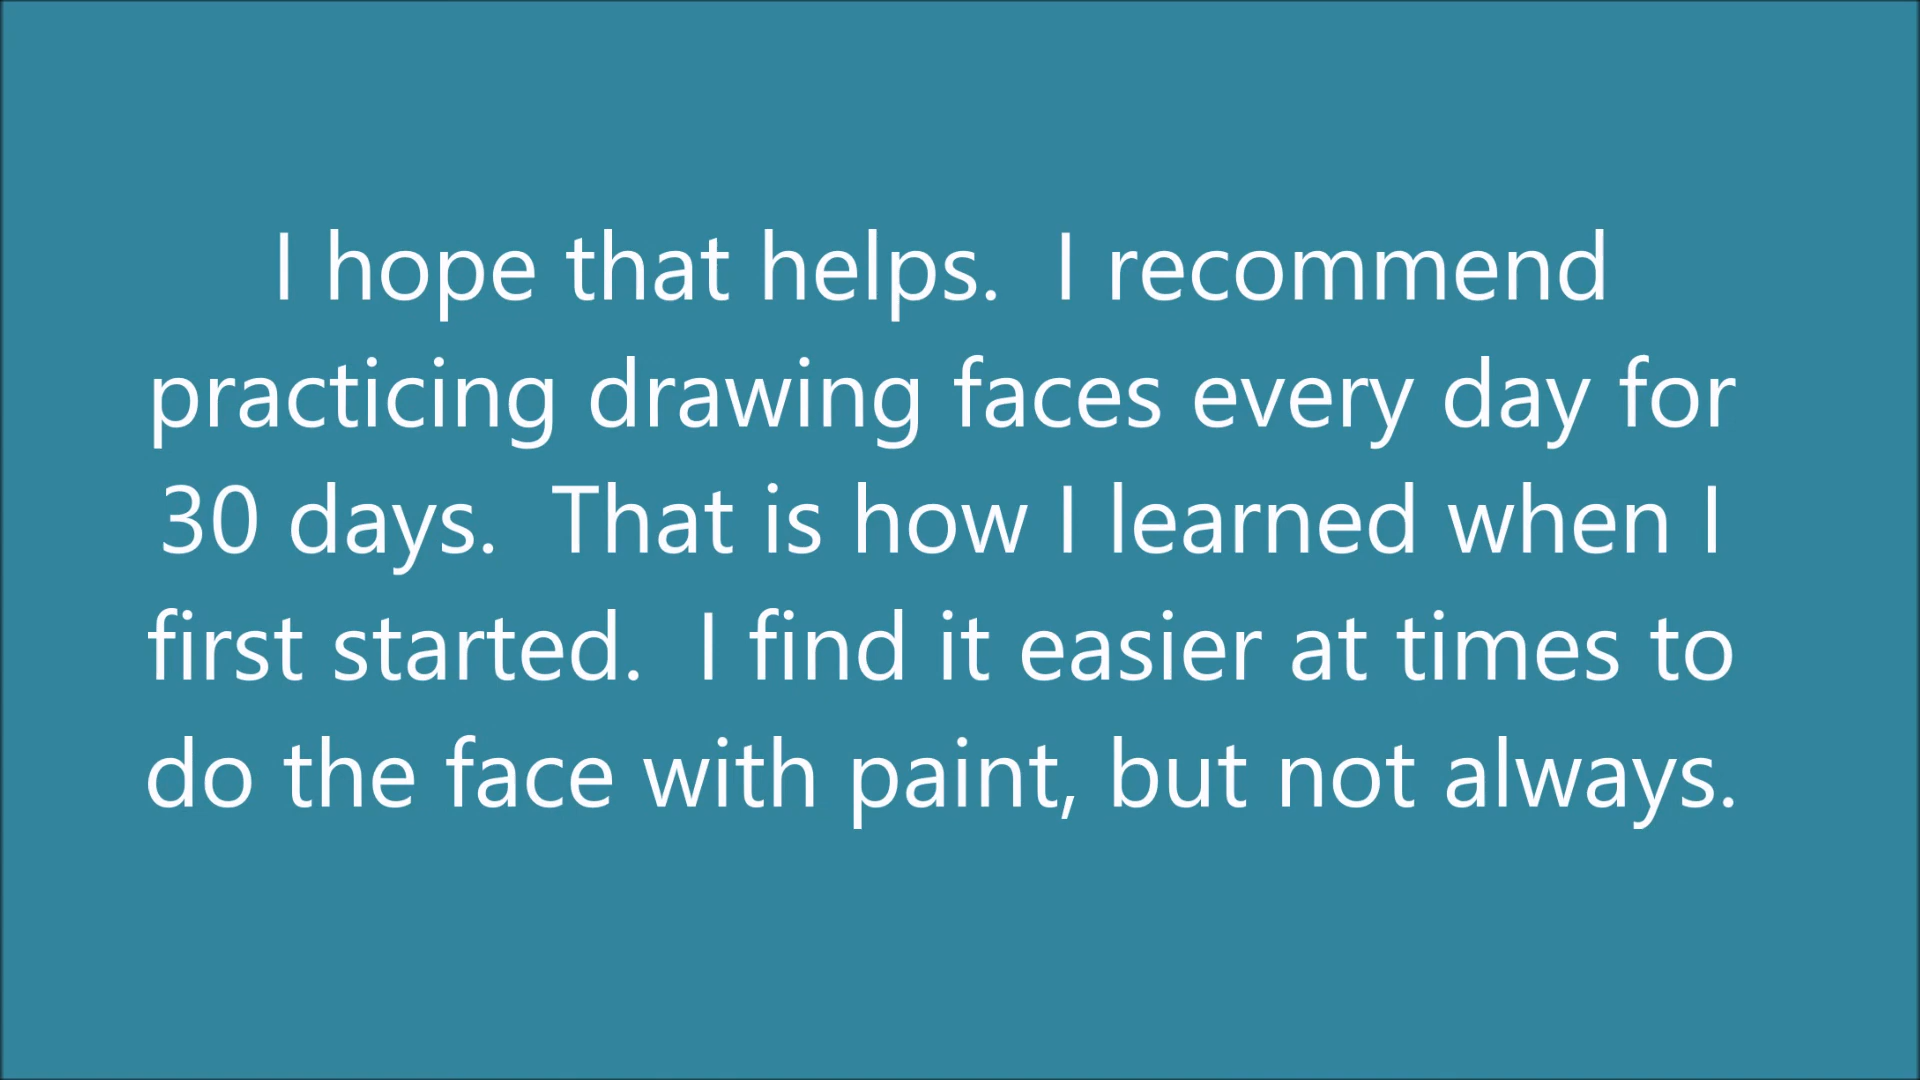 I hope that helps.  I recommend
practicing drawing faces every day for
30 days.  That is how I learned when I
first started.  I find it easier at times to
do the face with paint, but not always.